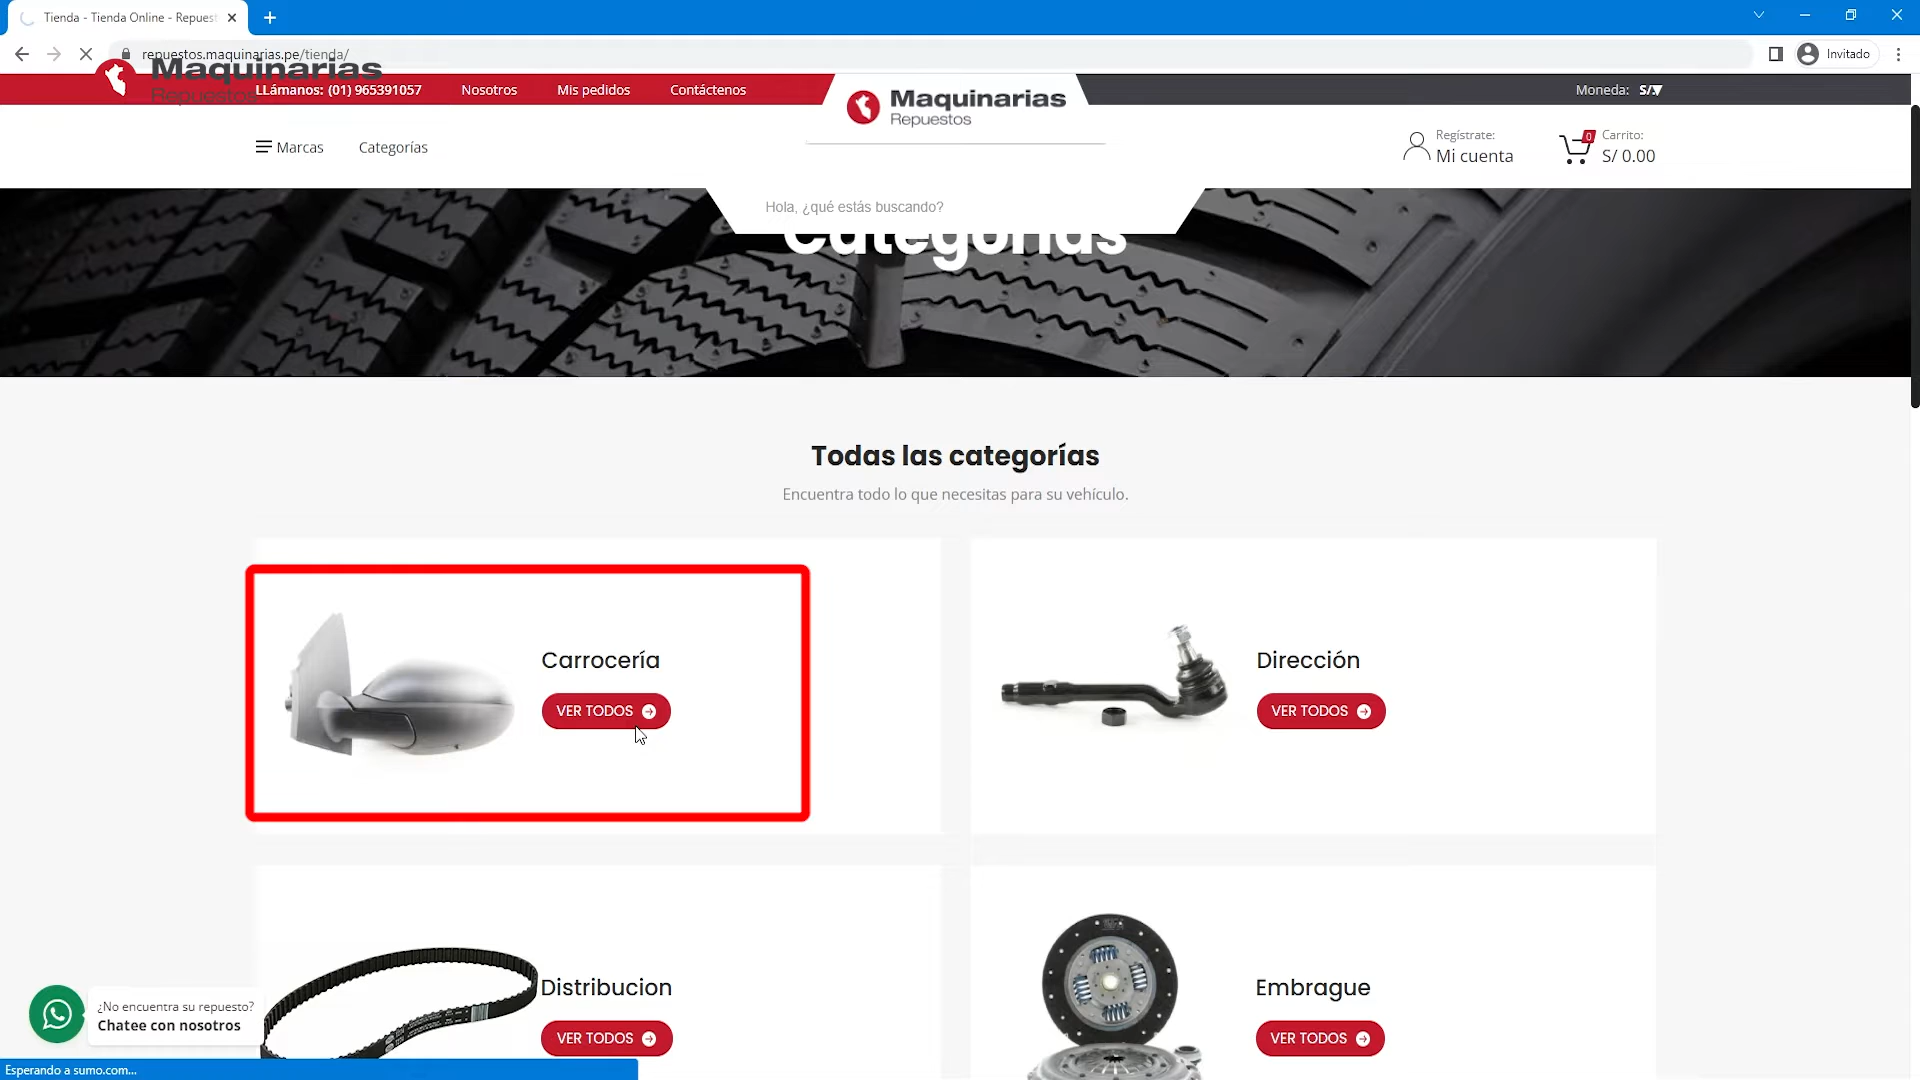 Tienda - Tienda Online - Repuest
repuestos.maquinarias.pe/tienda/
Invitado
Maquinarias
Repuestos
LLámanos: (01) 965391057
Nosotros
Mis pedidos
Contáctenos
Maquinarias
Repuestos
Moneda: S/.
Marcas
Categorías
Regístrate:
Mi cuenta
0
Carrito:
S/ 0.00
Hola, ¿qué estás buscando?
Categorías
Todas las categorías
Encuentra todo lo que necesitas para su vehículo.
Carrocería
VER TODOS
Dirección
VER TODOS
Distribucion
VER TODOS
Embrague
VER TODOS
¿No encuentra su repuesto?
Chatee con nosotros
Esperando a sumo.com...